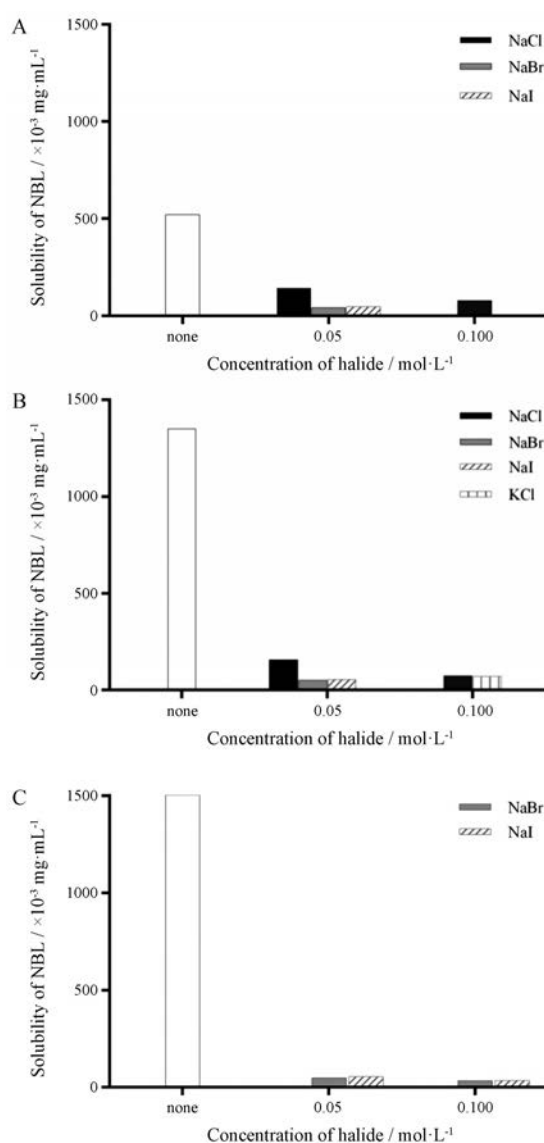 A
1500
1000
500
0
Solubility of NBL / ×10⁻³ mg·mL⁻¹
NaCl
NaBr
NaI
none
0.05
0.100
Concentration of halide / mol·L⁻¹
B
1500
1000
500
0
Solubility of NBL / ×10⁻³ mg·mL⁻¹
NaCl
NaBr
NaI
KCl
none
0.05
0.100
Concentration of halide / mol·L⁻¹
C
1500
1000
500
0
Solubility of NBL / ×10⁻³ mg·mL⁻¹
NaBr
NaI
none
0.05
0.100
Concentration of halide / mol·L⁻¹